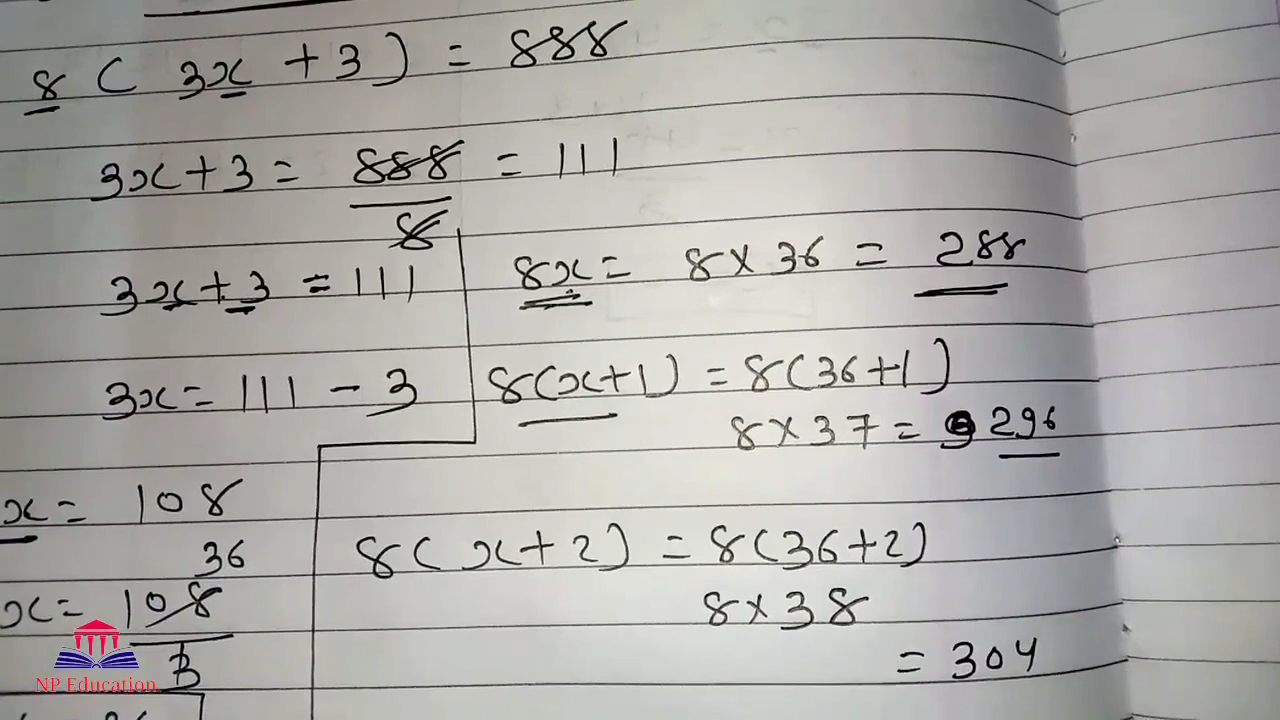 8 ( 3x + 3 ) = 888
3x + 3 = 888/8 = 111
3x + 3 = 111
3x = 111 - 3
x = 108
36
x = 108/3
8x = 8 × 36 = 288
8(x+1) = 8(36+1)
8 × 37 = 296
8( x + 2 ) = 8(36+2)
8 × 38
= 304
NP Education